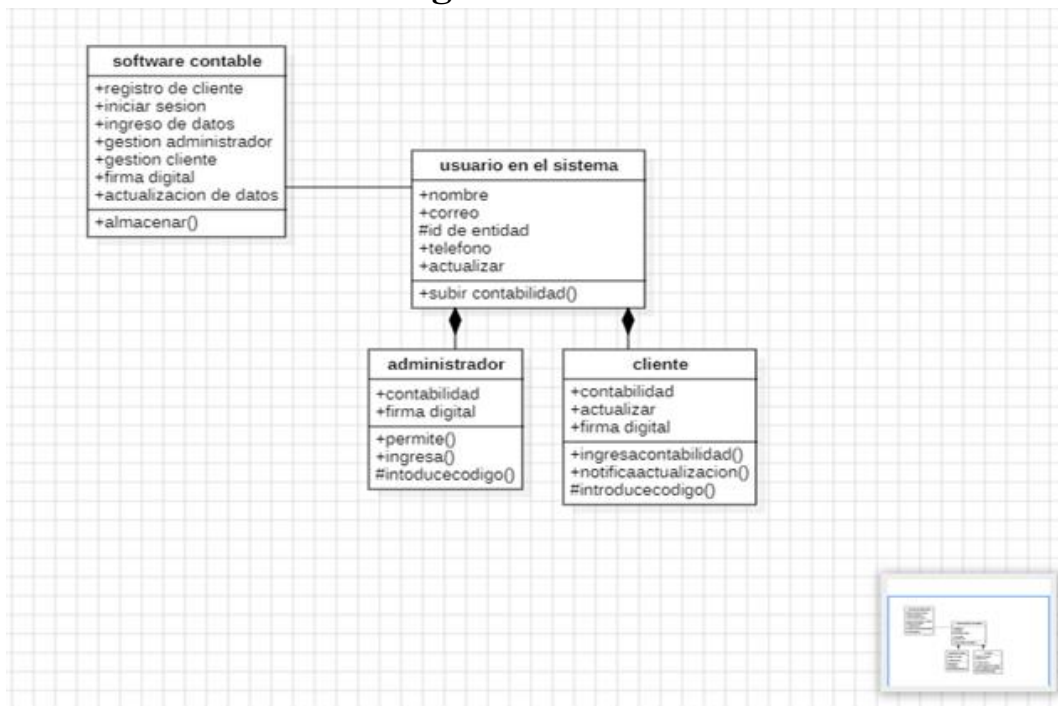 software contable
+registro de cliente
+iniciar sesion
+ingreso de datos
+gestion administrador
+gestion cliente
+firma digital
+actualizacion de datos
+almacenar()
usuario en el sistema
+nombre
+correo
#id de entidad
+telefono
+actualizar
+subir contabilidad()
administrador
+contabilidad
+firma digital
+permite()
+ingresa()
#intoducecodigo()
cliente
+contabilidad
+actualizar
+firma digital
+ingresacontabilidad()
+notificaactualizacion()
#introducecodigo()